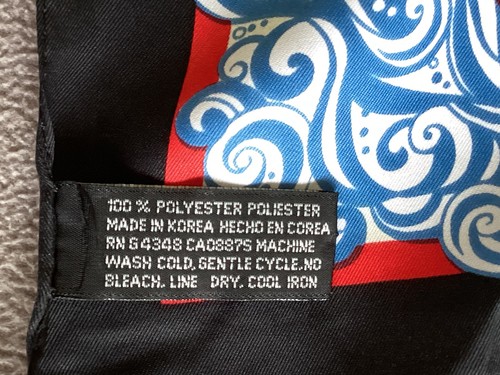 100 % POLYESTER POLIESTER
MADE IN KOREA HECHO EN COREA
RN G4348 CA08875 MACHINE
WASH COLD, GENTLE CYCLE.NO
BLEACH. LINE DRY. COOL IRON